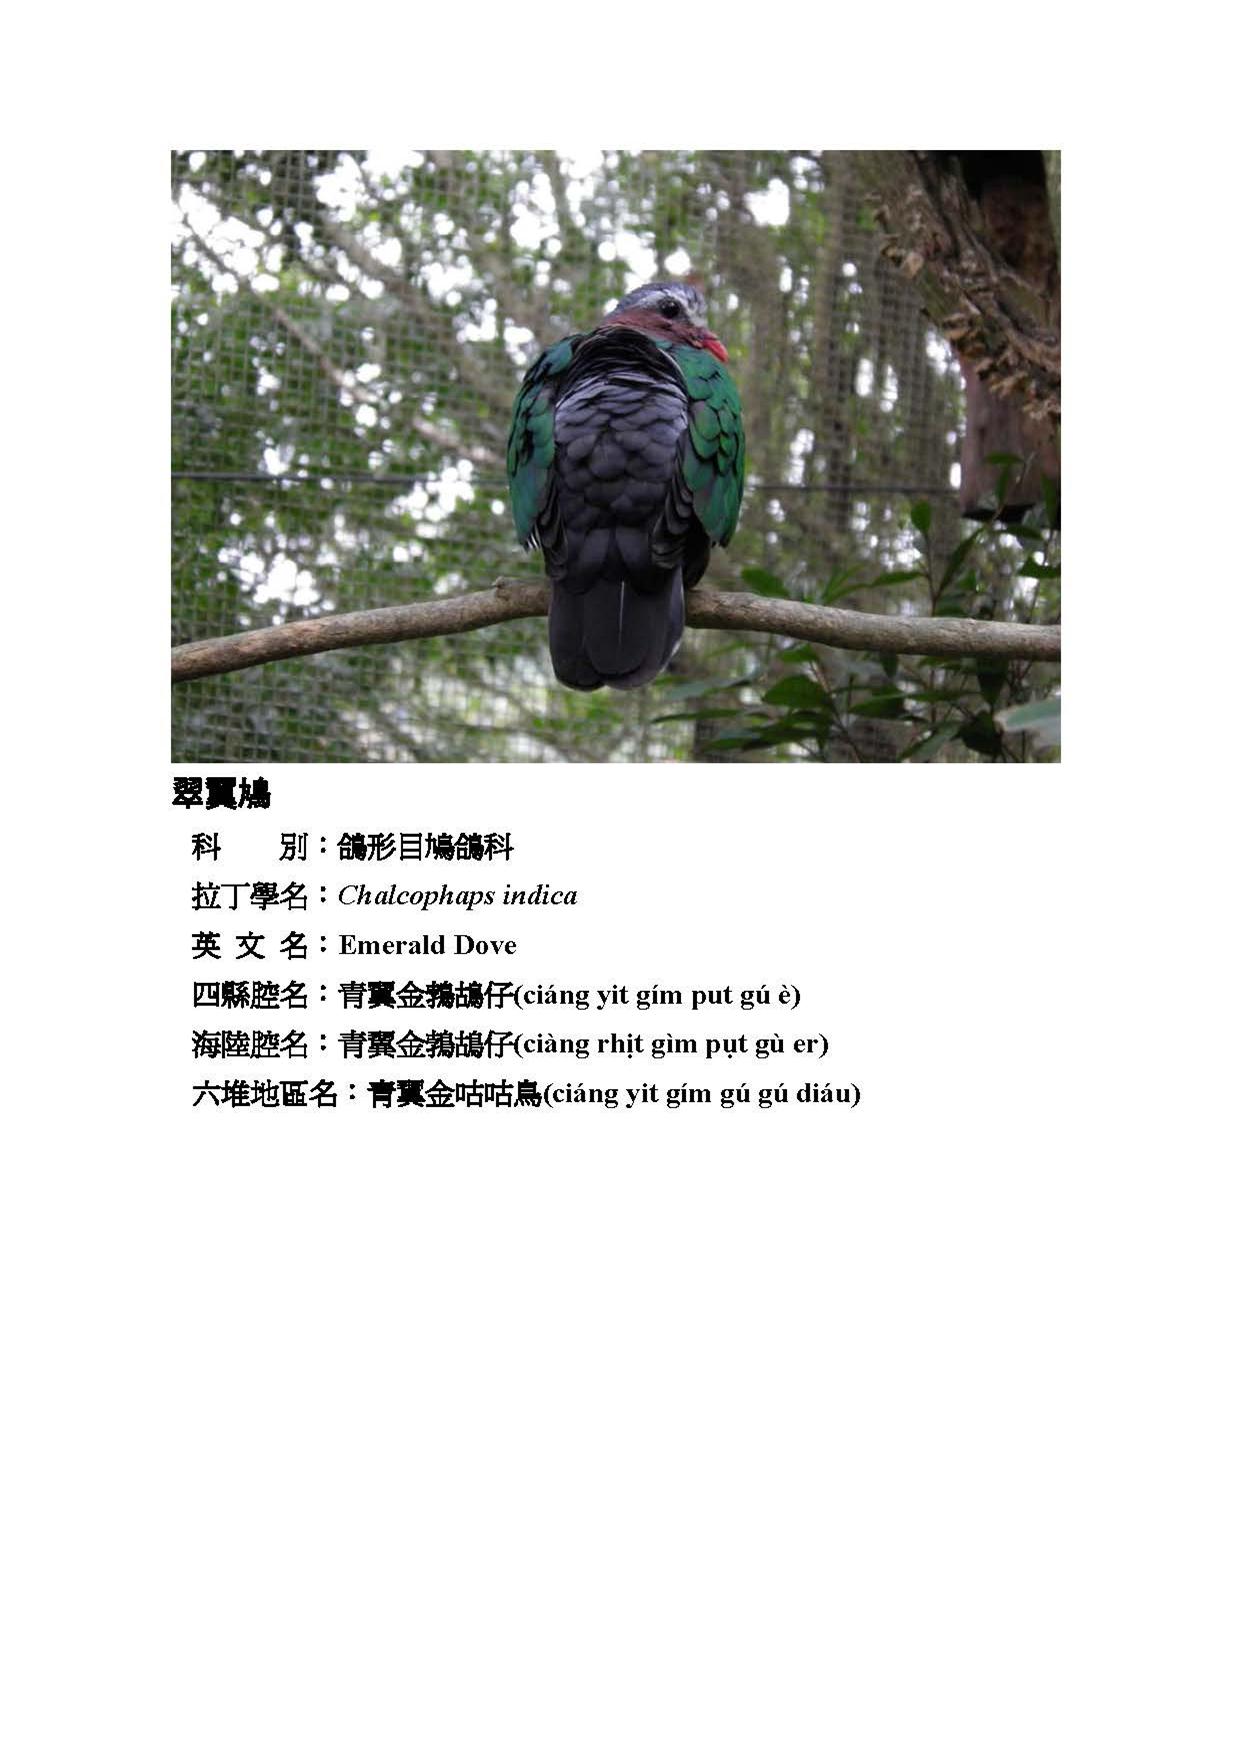 翠翼鳩
科　　別：鴿形目鳩鴿科
拉丁學名：Chalcophaps indica
英 文 名：Emerald Dove
四縣腔名：青翼金鵓鴣仔(ciáng yit gím put gú è)
海陸腔名：青翼金鵓鴣仔(ciàng rhi̍t gìm pu̍t gù er)
六堆地區名：青翼金咕咕鳥(ciáng yit gím gú gú diáu)